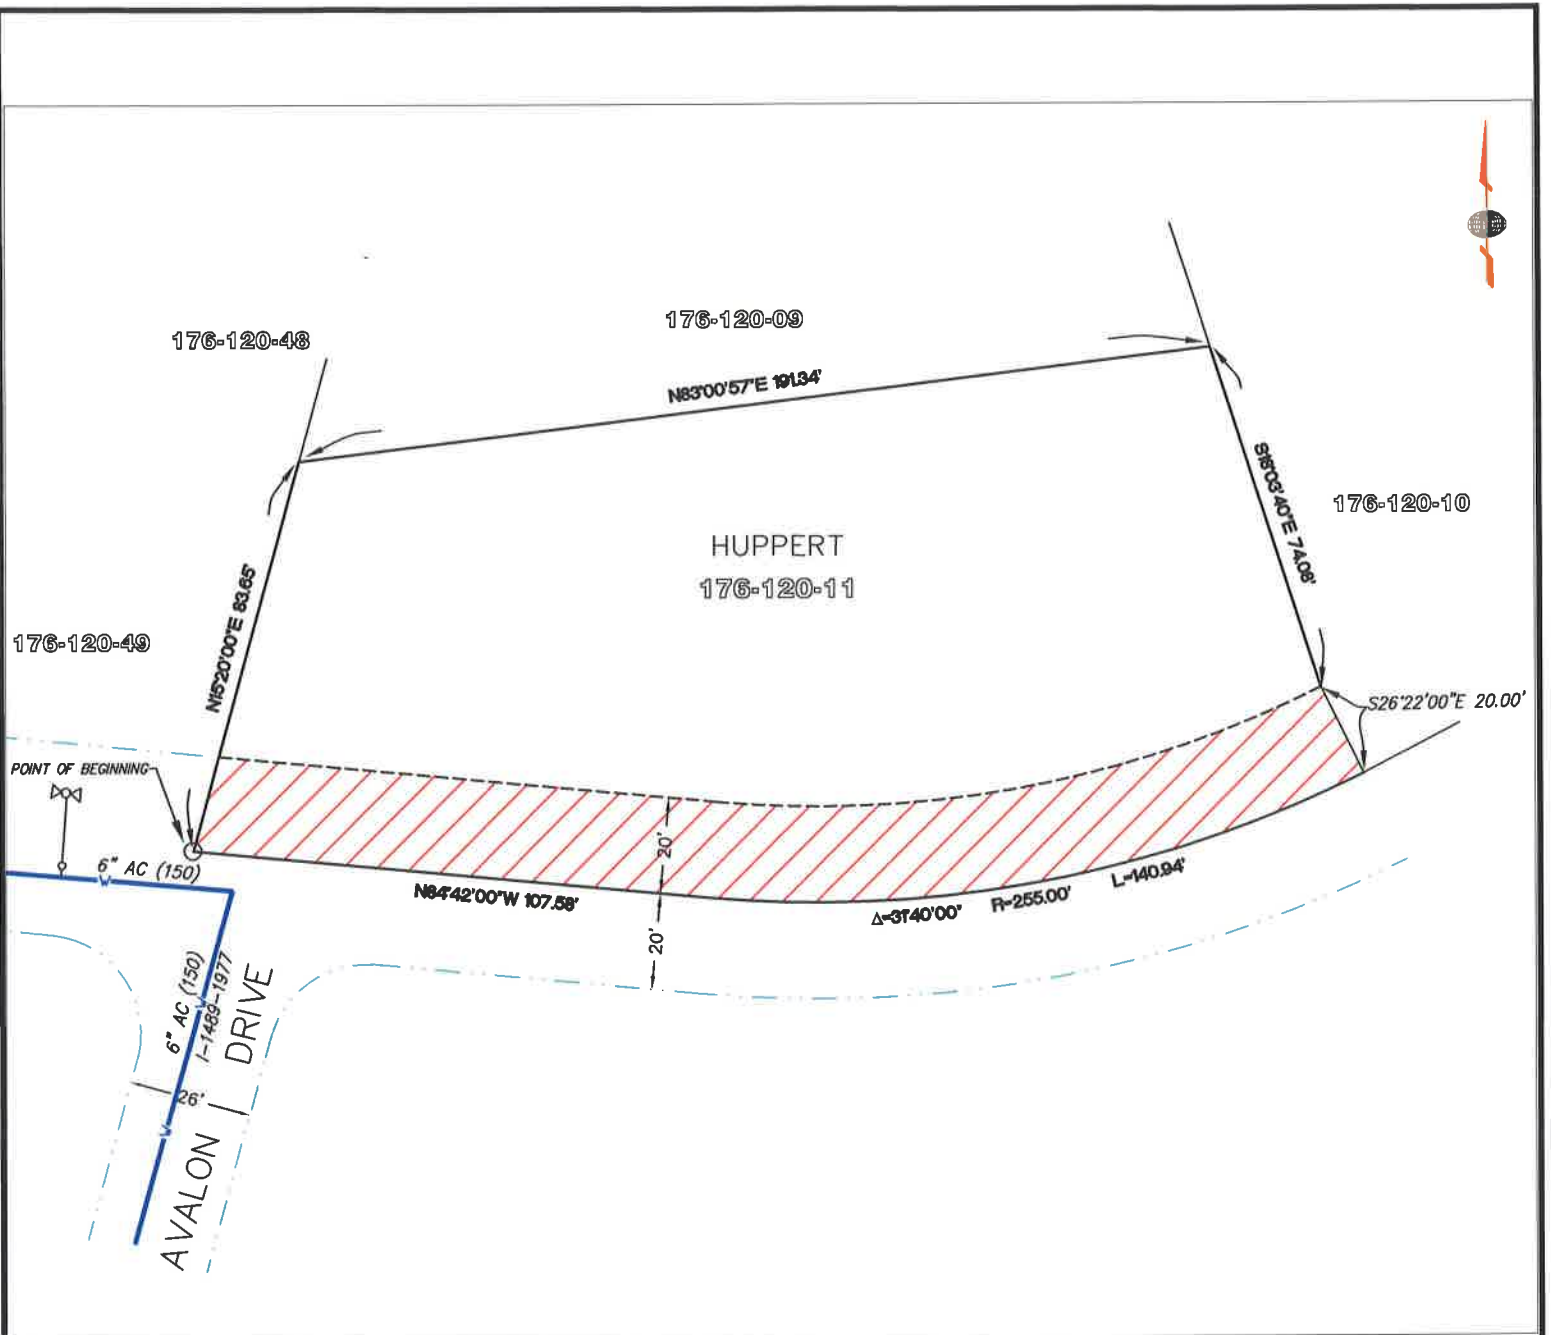 176-120-48
176-120-09
N83°00'57"E 191.34'
176-120-10
S18°03'40"E 74.08'
HUPPERT
176-120-11
N15°20'00"E 83.65'
176-120-49
S26°22'00"E 20.00'
POINT OF BEGINNING
6" AC (150)
W
N84°42'00"W 107.58'
20'
20'
Δ=31°40'00"
R=255.00'
L=140.94'
6" AC (150)
I-1489-1977
W
26'
W
AVALON DRIVE